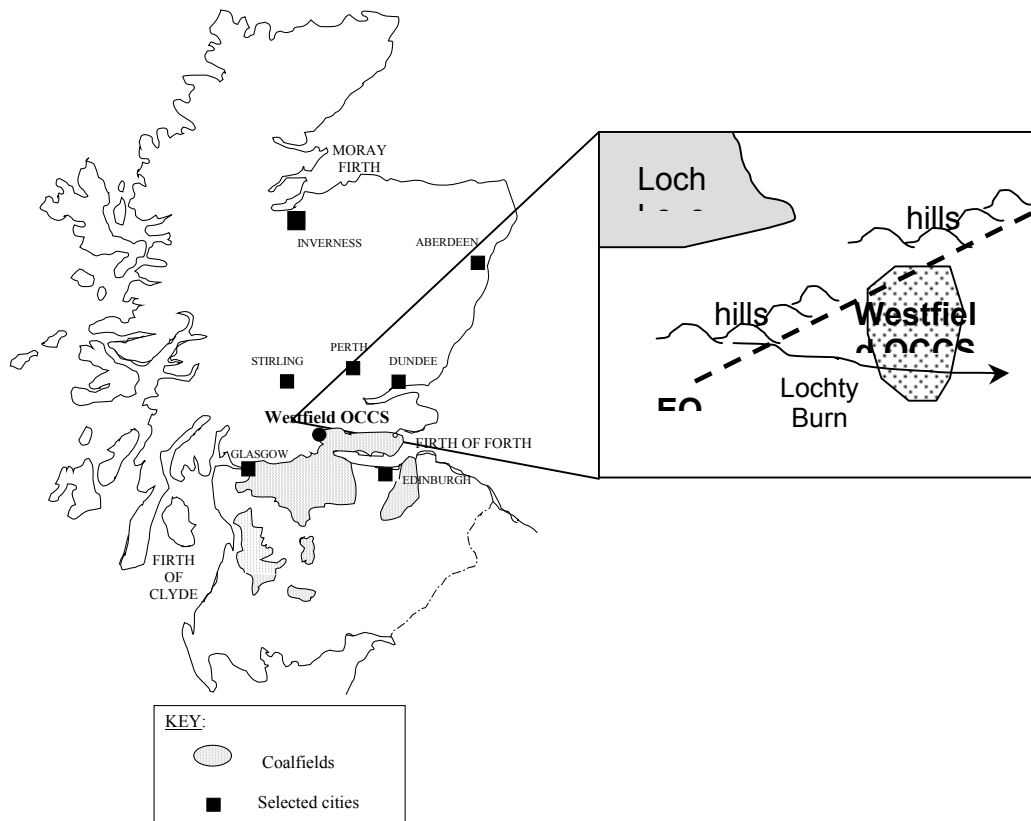 MORAY
FIRTH
INVERNESS
ABERDEEN
PERTH
STIRLING
DUNDEE
Westfield OCCS
FIRTH OF FORTH
GLASGOW
EDINBURGH
FIRTH
OF
CLYDE
Loch
hills
hills
Westfiel
d OCCS
Lochty
Burn
KEY:
Coalfields
Selected cities